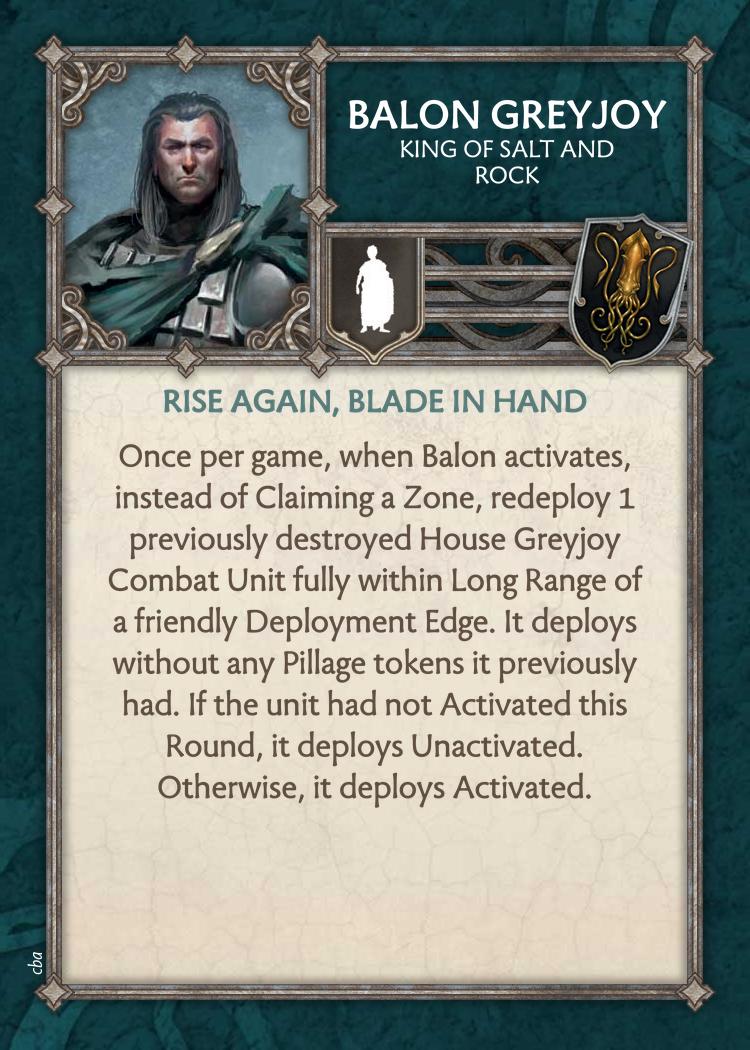 BALON GREYJOY
KING OF SALT AND
ROCK
RISE AGAIN, BLADE IN HAND
Once per game, when Balon activates,
instead of Claiming a Zone, redeploy 1
previously destroyed House Greyjoy
Combat Unit fully within Long Range of
a friendly Deployment Edge. It deploys
without any Pillage tokens it previously
had. If the unit had not Activated this
Round, it deploys Unactivated.
Otherwise, it deploys Activated.
cba